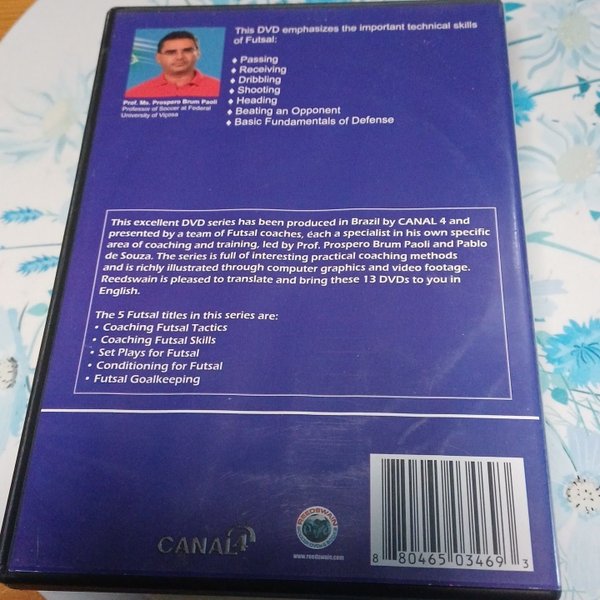 This DVD emphasizes the important technical skills
of Futsal:
♦ Passing
♦ Receiving
♦ Dribbling
♦ Shooting
♦ Heading
♦ Beating an Opponent
♦ Basic Fundamentals of Defense
Prof. Ms. Prospero Brum Paoli
Professor of Soccer at Federal
University of Viçosa
This excellent DVD series has been produced in Brazil by CANAL 4 and
presented by a team of Futsal coaches, each a specialist in his own specific
area of coaching and training, led by Prof. Prospero Brum Paoli and Pablo
de Souza. The series is full of interesting practical coaching methods
and is richly illustrated through computer graphics and video footage.
Reedswain is pleased to translate and bring these 13 DVDs to you in
English.
The 5 Futsal titles in this series are:
• Coaching Futsal Tactics
• Coaching Futsal Skills
• Set Plays for Futsal
• Conditioning for Futsal
• Futsal Goalkeeping
CANAL4
REEDSWAIN
www.reedswain.com
8 80465 03469 3